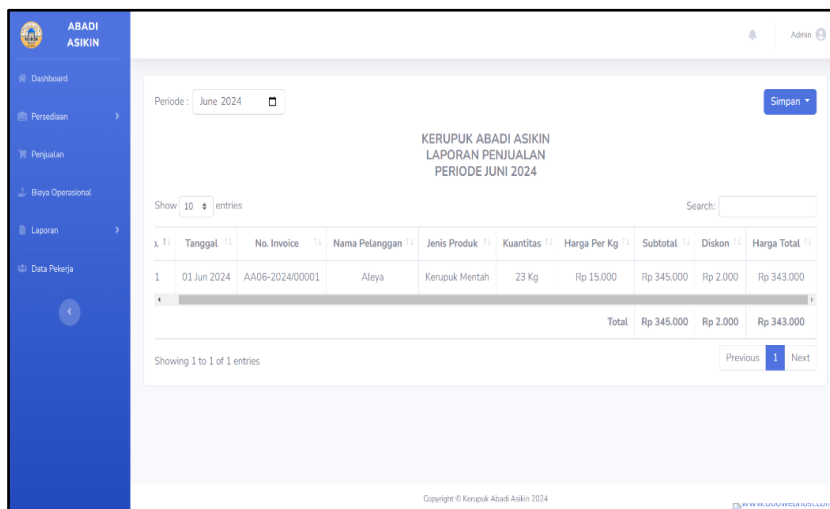 ABADI
ASIKIN
Admin
Dashboard
Persediaan
Penjualan
Biaya Operasional
Laporan
Data Pekerja
Periode : June 2024
Simpan
KERUPUK ABADI ASIKIN
LAPORAN PENJUALAN
PERIODE JUNI 2024
Show 10 entries Search:
Tanggal No. Invoice Nama Pelanggan Jenis Produk Kuantitas Harga Per Kg Subtotal Diskon Harga Total
1 01 Jun 2024 AA06-2024/00001 Aleya Kerupuk Mentah 23 Kg Rp 15.000 Rp 345.000 Rp 2.000 Rp 343.000
Total Rp 345.000 Rp 2.000 Rp 343.000
Showing 1 to 1 of 1 entries Previous 1 Next
Copyright © Kerupuk Abadi Asikin 2024